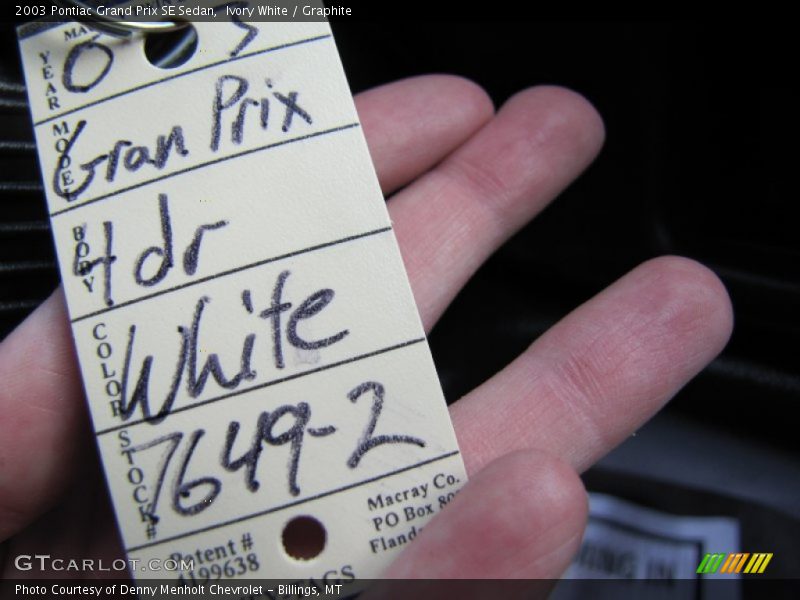 2003 Pontiac Grand Prix SE Sedan, Ivory White / Graphite
YEAR 03
MODEL Gran Prix
BODY 4dr
COLOR White
STOCK# 7649-2
Macray Co.
PO Box
Patent #
4199638
GTCARLOT.COM
Photo Courtesy of Denny Menholt Chevrolet - Billings, MT